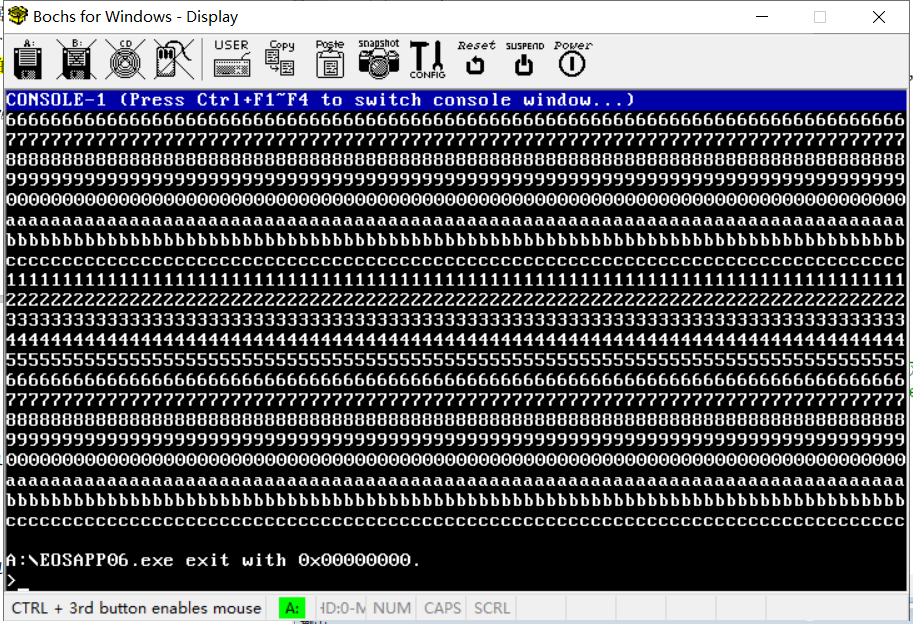 Bochs for Windows - Display
A: B: CD USER Copy Paste snapshot CONFIG Reset SUSPEND Power
CONSOLE-1 (Press Ctrl+F1~F4 to switch console window...)
66666666666666666666666666666666666666666666666666666666666666666666666666666666
77777777777777777777777777777777777777777777777777777777777777777777777777777777
88888888888888888888888888888888888888888888888888888888888888888888888888888888
99999999999999999999999999999999999999999999999999999999999999999999999999999999
00000000000000000000000000000000000000000000000000000000000000000000000000000000
aaaaaaaaaaaaaaaaaaaaaaaaaaaaaaaaaaaaaaaaaaaaaaaaaaaaaaaaaaaaaaaaaaaaaaaaaaaaaaaa
bbbbbbbbbbbbbbbbbbbbbbbbbbbbbbbbbbbbbbbbbbbbbbbbbbbbbbbbbbbbbbbbbbbbbbbbbbbbbbbb
cccccccccccccccccccccccccccccccccccccccccccccccccccccccccccccccccccccccccccccccc
11111111111111111111111111111111111111111111111111111111111111111111111111111111
22222222222222222222222222222222222222222222222222222222222222222222222222222222
33333333333333333333333333333333333333333333333333333333333333333333333333333333
44444444444444444444444444444444444444444444444444444444444444444444444444444444
55555555555555555555555555555555555555555555555555555555555555555555555555555555
66666666666666666666666666666666666666666666666666666666666666666666666666666666
77777777777777777777777777777777777777777777777777777777777777777777777777777777
88888888888888888888888888888888888888888888888888888888888888888888888888888888
99999999999999999999999999999999999999999999999999999999999999999999999999999999
00000000000000000000000000000000000000000000000000000000000000000000000000000000
aaaaaaaaaaaaaaaaaaaaaaaaaaaaaaaaaaaaaaaaaaaaaaaaaaaaaaaaaaaaaaaaaaaaaaaaaaaaaaaa
bbbbbbbbbbbbbbbbbbbbbbbbbbbbbbbbbbbbbbbbbbbbbbbbbbbbbbbbbbbbbbbbbbbbbbbbbbbbbbbb
cccccccccccccccccccccccccccccccccccccccccccccccccccccccccccccccccccccccccccccccc
A:\EOSAPP06.exe exit with 0x00000000.
>_
CTRL + 3rd button enables mouse A: HD:0-M NUM CAPS SCRL